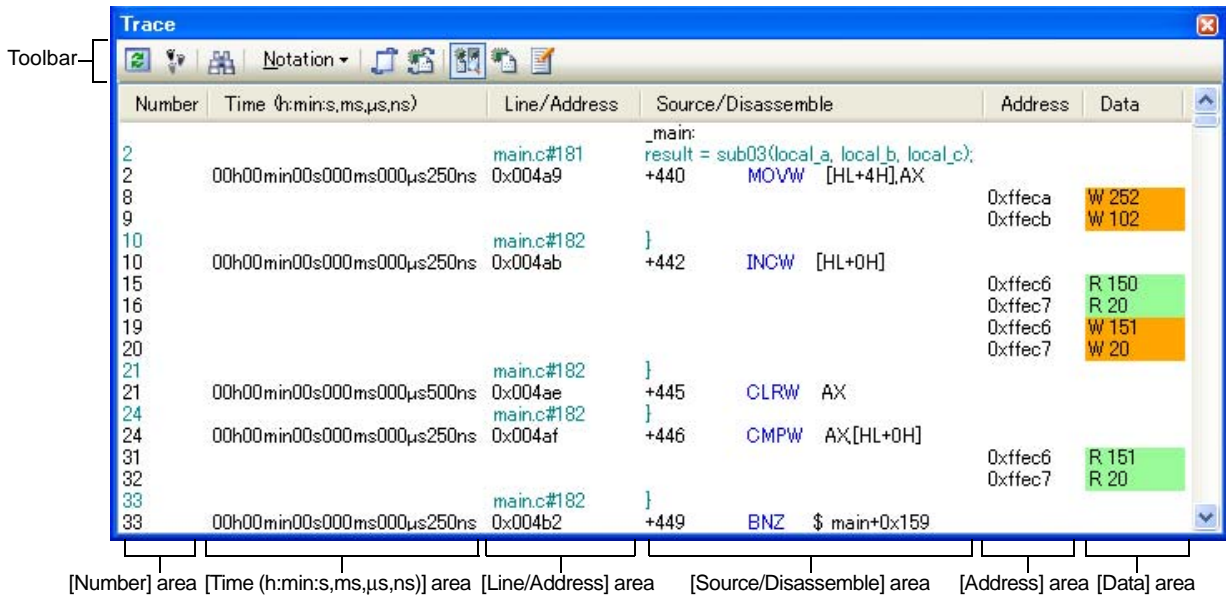 Trace
Toolbar
Notation
Number Time (h:min:s,ms,µs,ns) Line/Address Source/Disassemble Address Data
_main:
2 main.c#181 result = sub03(local_a, local_b, local_c);
2 00h00min00s000ms000µs250ns 0x004a9 +440 MOVW [HL+4H],AX
8 0xffeca W 252
9 0xffecb W 102
10 main.c#182 }
10 00h00min00s000ms000µs250ns 0x004ab +442 INCW [HL+0H]
15 0xffec6 R 150
16 0xffec7 R 20
19 0xffec6 W 151
20 0xffec7 W 20
21 main.c#182 }
21 00h00min00s000ms000µs500ns 0x004ae +445 CLRW AX
24 main.c#182 }
24 00h00min00s000ms000µs250ns 0x004af +446 CMPW AX,[HL+0H]
31 0xffec6 R 151
32 0xffec7 R 20
33 main.c#182 }
33 00h00min00s000ms000µs250ns 0x004b2 +449 BNZ $ main+0x159
[Number] area [Time (h:min:s,ms,µs,ns)] area [Line/Address] area [Source/Disassemble] area [Address] area [Data] area